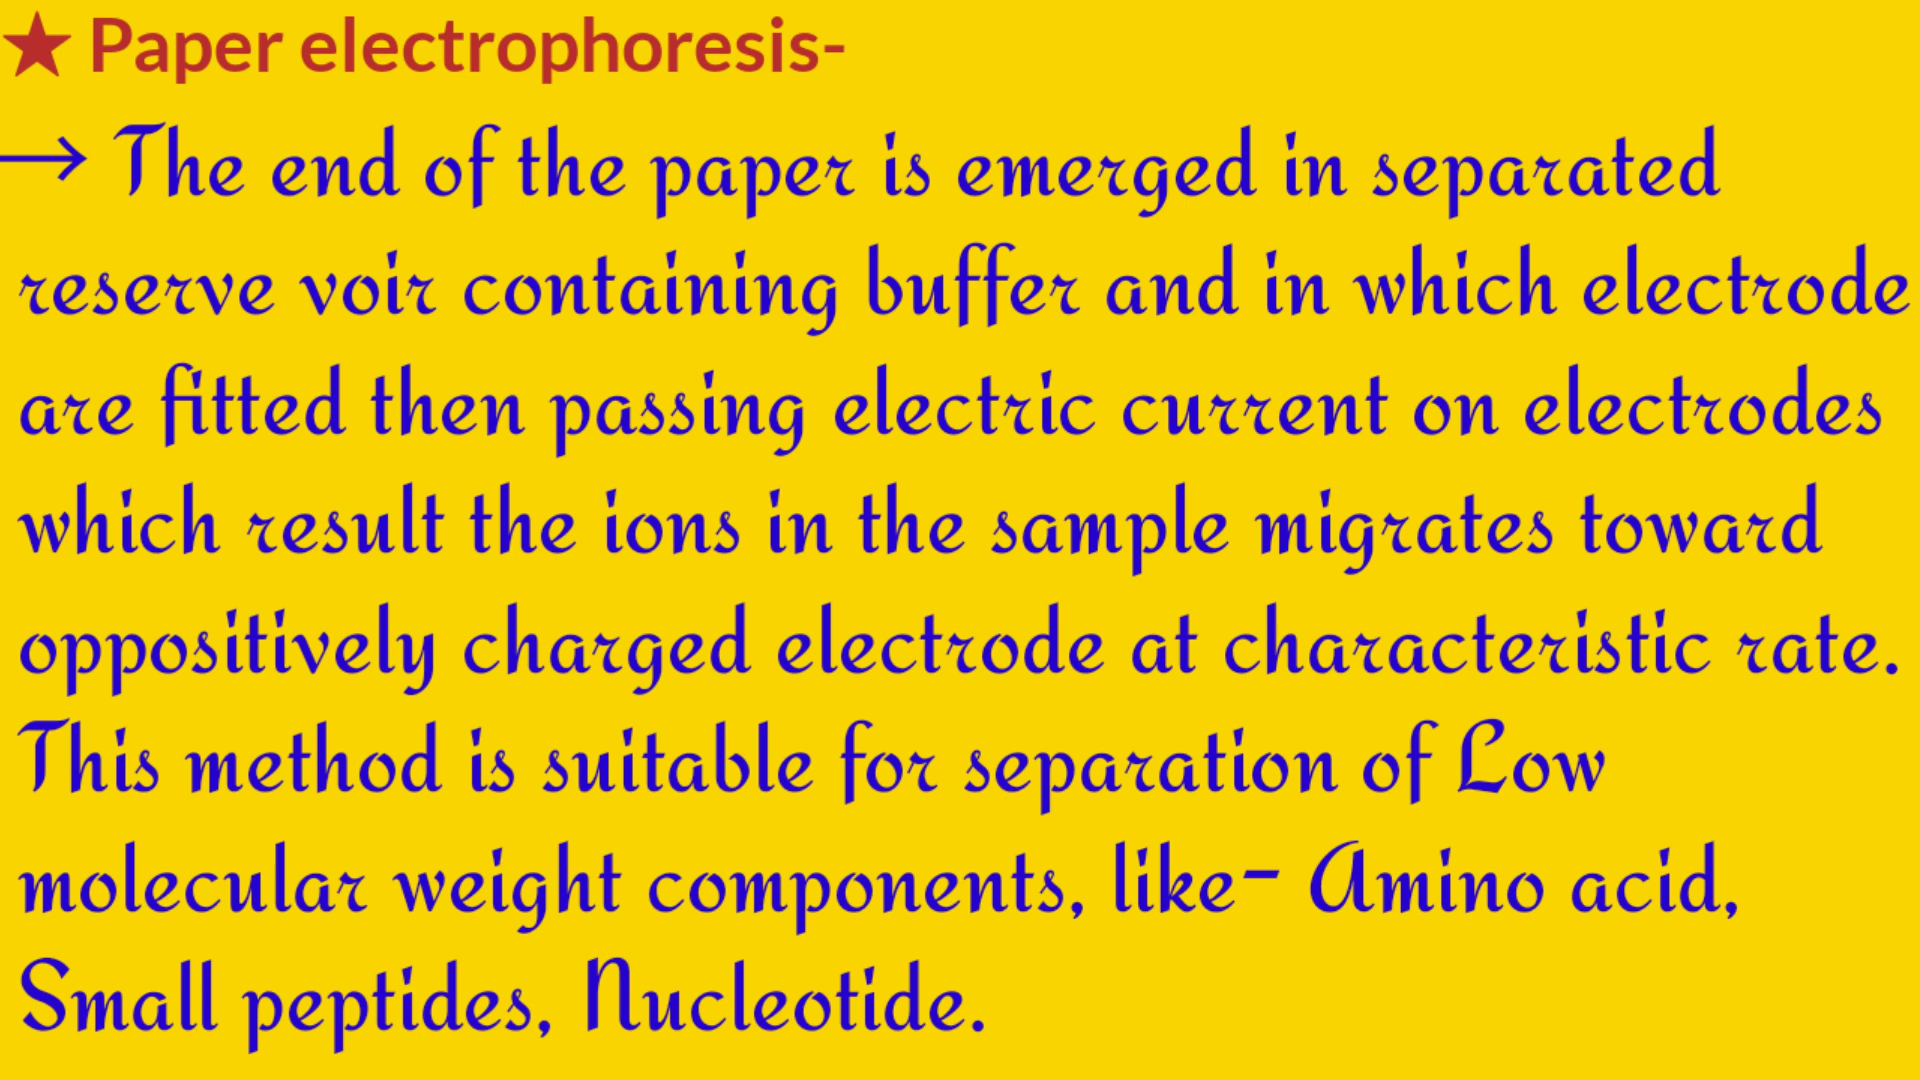 ★ Paper electrophoresis-
→ The end of the paper is emerged in separated
reserve voir containing buffer and in which electrode
are fitted then passing electric current on electrodes
which result the ions in the sample migrates toward
oppositively charged electrode at characteristic rate.
This method is suitable for separation of Low
molecular weight components, like- Amino acid,
Small peptides, Nucleotide.